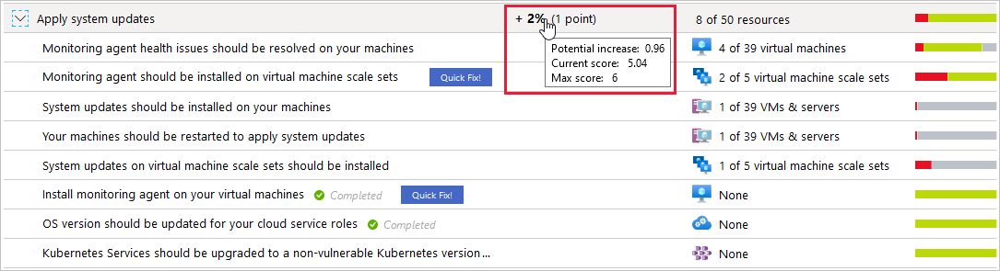 Apply system updates + 2% (1 point) 8 of 50 resources
Monitoring agent health issues should be resolved on your machines Potential increase: 0.96 4 of 39 virtual machines
Current score: 5.04
Monitoring agent should be installed on virtual machine scale sets Quick Fix! Max score: 6 2 of 5 virtual machine scale sets
System updates should be installed on your machines 1 of 39 VMs & servers
Your machines should be restarted to apply system updates 1 of 39 VMs & servers
System updates on virtual machine scale sets should be installed 1 of 5 virtual machine scale sets
Install monitoring agent on your virtual machines Completed Quick Fix! None
OS version should be updated for your cloud service roles Completed None
Kubernetes Services should be upgraded to a non-vulnerable Kubernetes version ... None